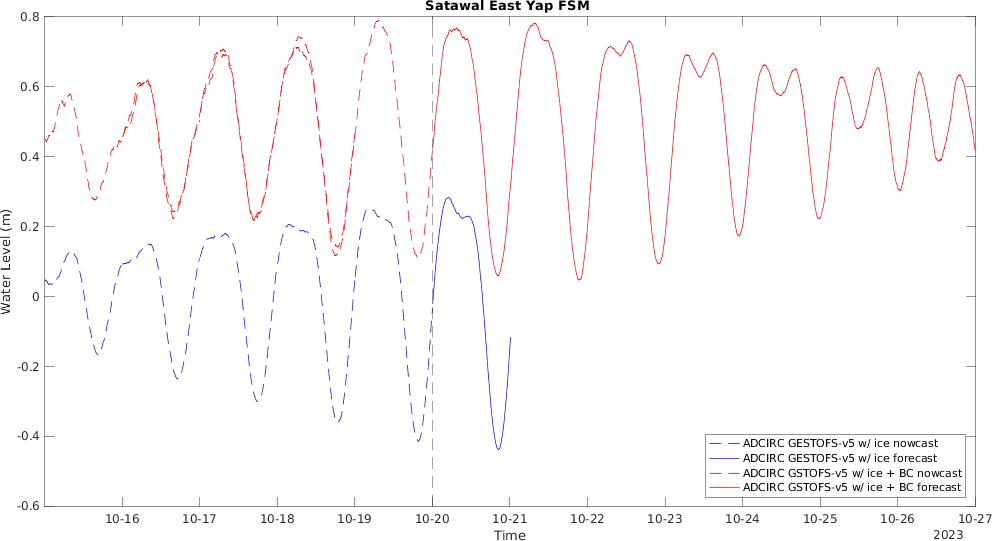 Satawal East Yap FSM
0.8
0.6
0.4
0.2
0
-0.2
-0.4
-0.6
Water Level (m)
ADCIRC GESTOFS-v5 w/ ice nowcast
ADCIRC GESTOFS-v5 w/ ice forecast
ADCIRC GSTOFS-v5 w/ ice + BC nowcast
ADCIRC GSTOFS-v5 w/ ice + BC forecast
10-16 10-17 10-18 10-19 10-20 10-21 10-22 10-23 10-24 10-25 10-26 10-27
Time
2023